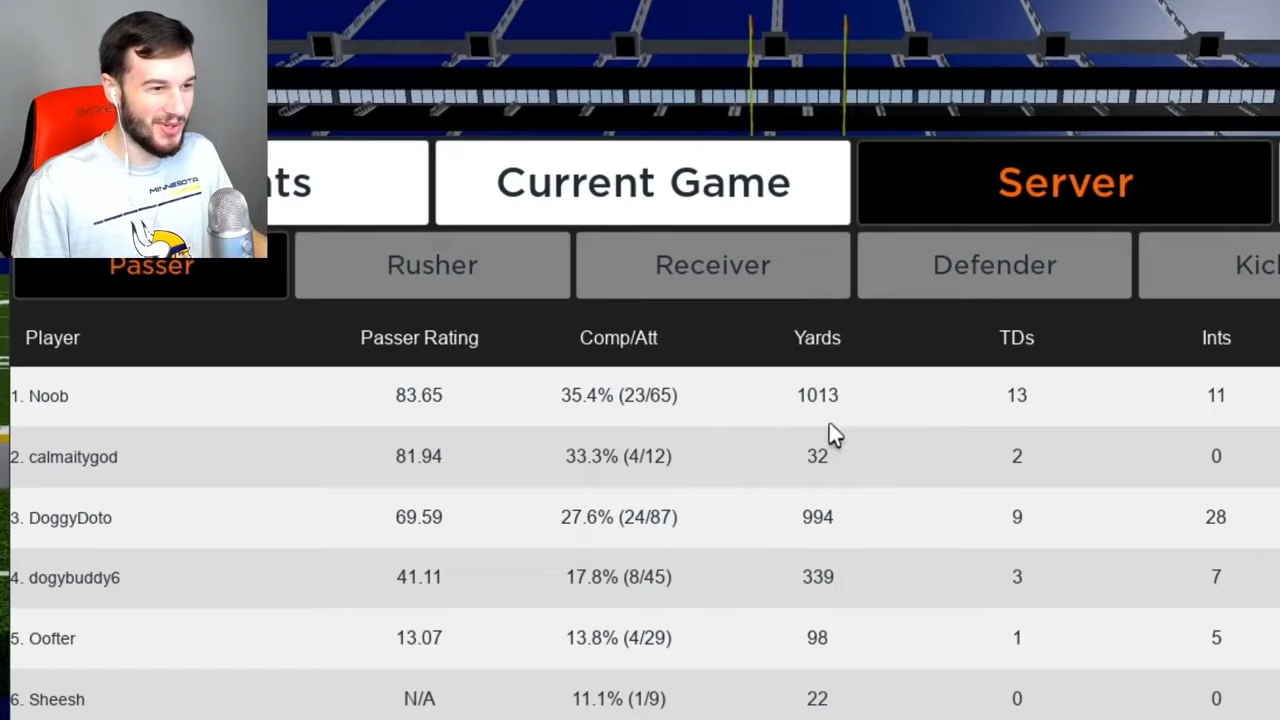 MINNESOTA
ts
Current Game
Server
Passer
Rusher
Receiver
Defender
Kic
Player
Passer Rating
Comp/Att
Yards
TDs
Ints
1. Noob
83.65
35.4% (23/65)
1013
13
11
2. calmaitygod
81.94
33.3% (4/12)
32
2
0
3. DoggyDoto
69.59
27.6% (24/87)
994
9
28
4. dogybuddy6
41.11
17.8% (8/45)
339
3
7
5. Oofter
13.07
13.8% (4/29)
98
1
5
6. Sheesh
N/A
11.1% (1/9)
22
0
0